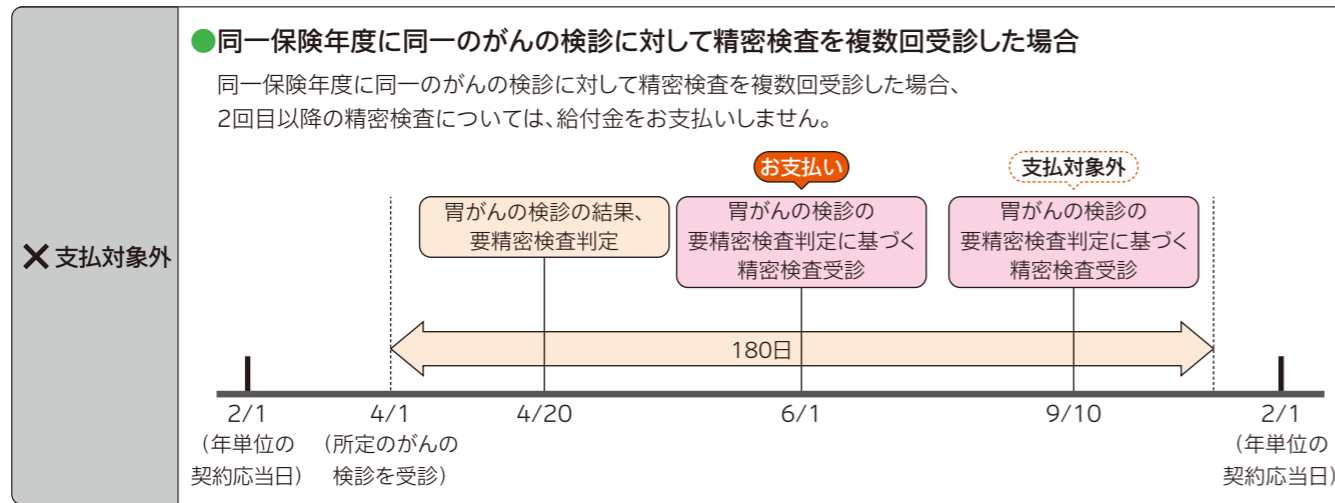 ✕支払対象外
●同一保険年度に同一のがんの検診に対して精密検査を複数回受診した場合
同一保険年度に同一のがんの検診に対して精密検査を複数回受診した場合、
2回目以降の精密検査については、給付金をお支払いしません。
お支払い
支払対象外
胃がんの検診の結果、
要精密検査判定
胃がんの検診の
要精密検査判定に基づく
精密検査受診
胃がんの検診の
要精密検査判定に基づく
精密検査受診
180日
2/1
(年単位の
契約応当日)
4/1
(所定のがんの
検診を受診)
4/20
6/1
9/10
2/1
(年単位の
契約応当日)